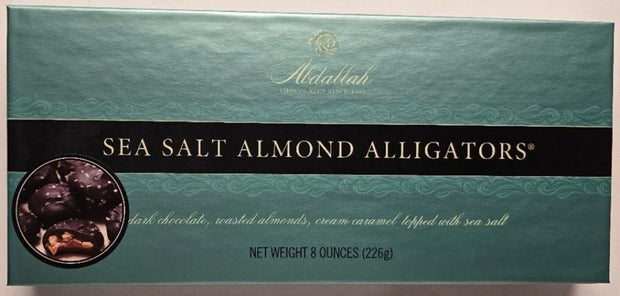 Abdallah
CHOCOLATES SINCE 1909
SEA SALT ALMOND ALLIGATORS®
dark chocolate, roasted almonds, cream caramel topped with sea salt
NET WEIGHT 8 OUNCES (226g)